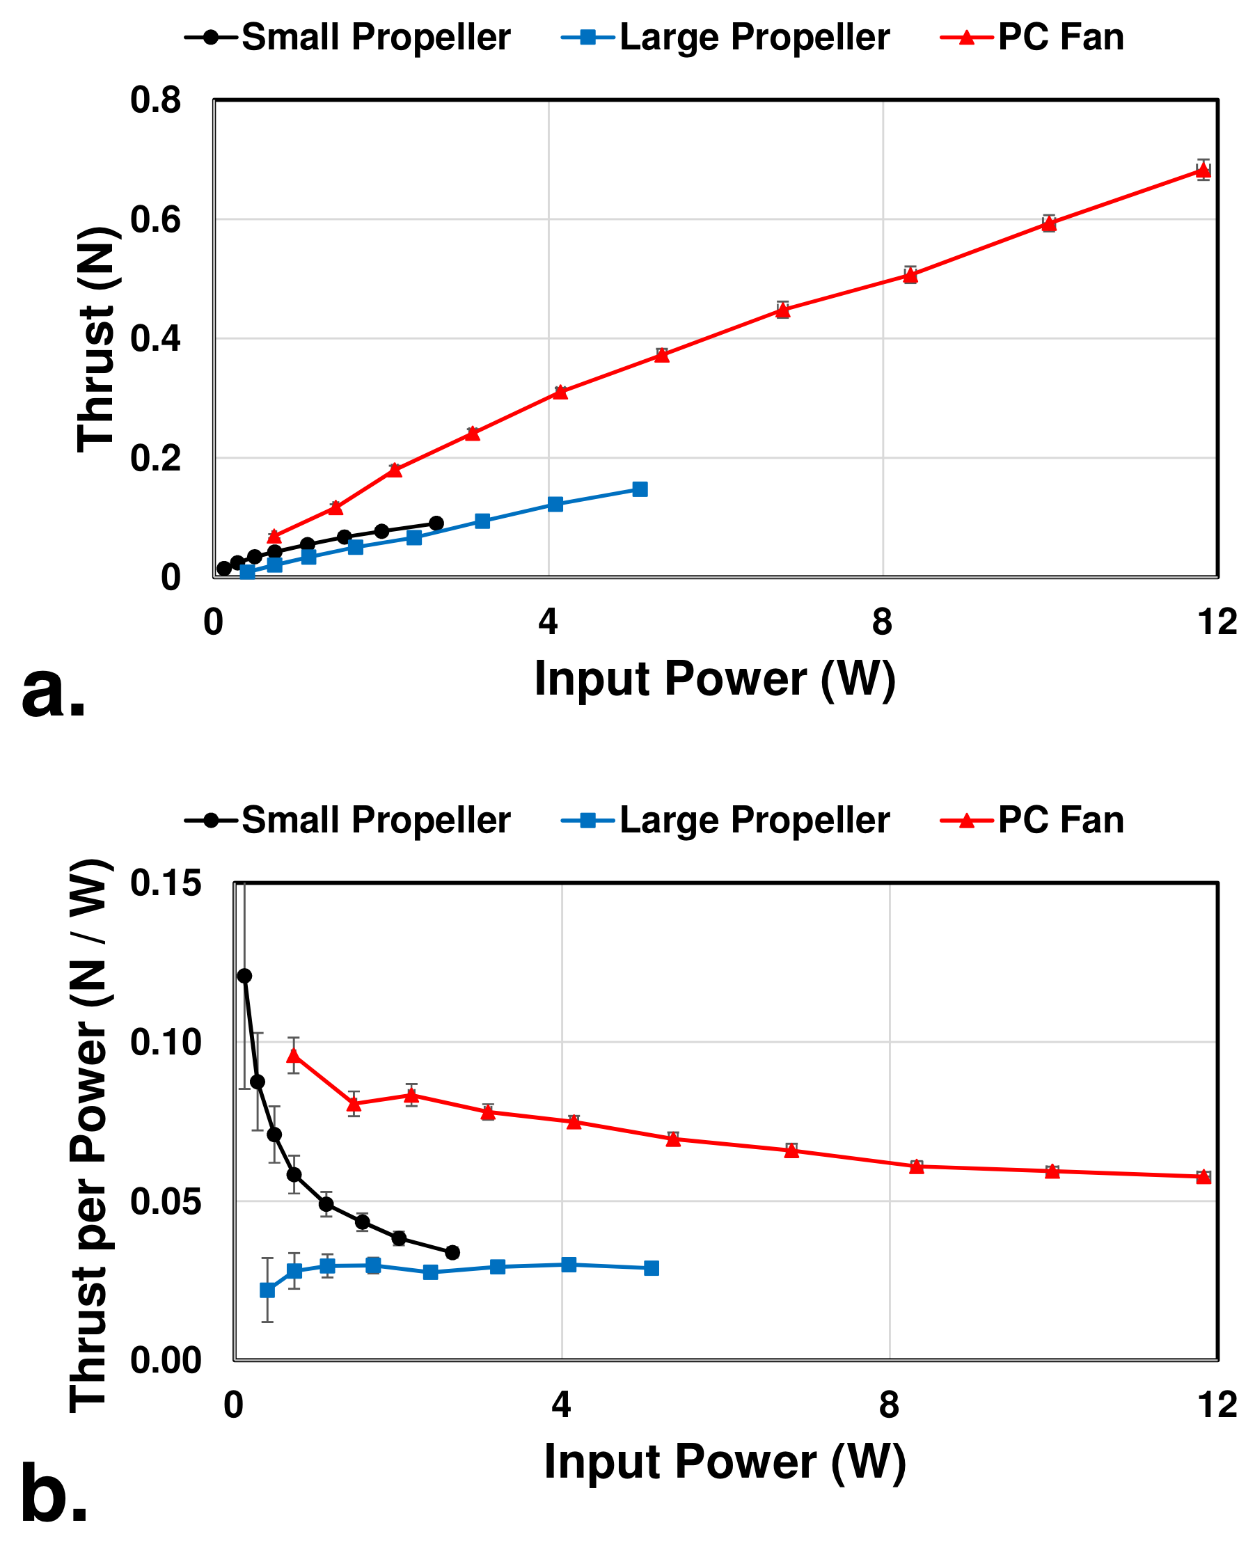 Small Propeller Large Propeller PC Fan
0.8
0.6
0.4
0.2
0
Thrust (N)
0 4 8 12
Input Power (W)
a.
Small Propeller Large Propeller PC Fan
0.15
0.10
0.05
0.00
Thrust per Power (N / W)
0 4 8 12
Input Power (W)
b.